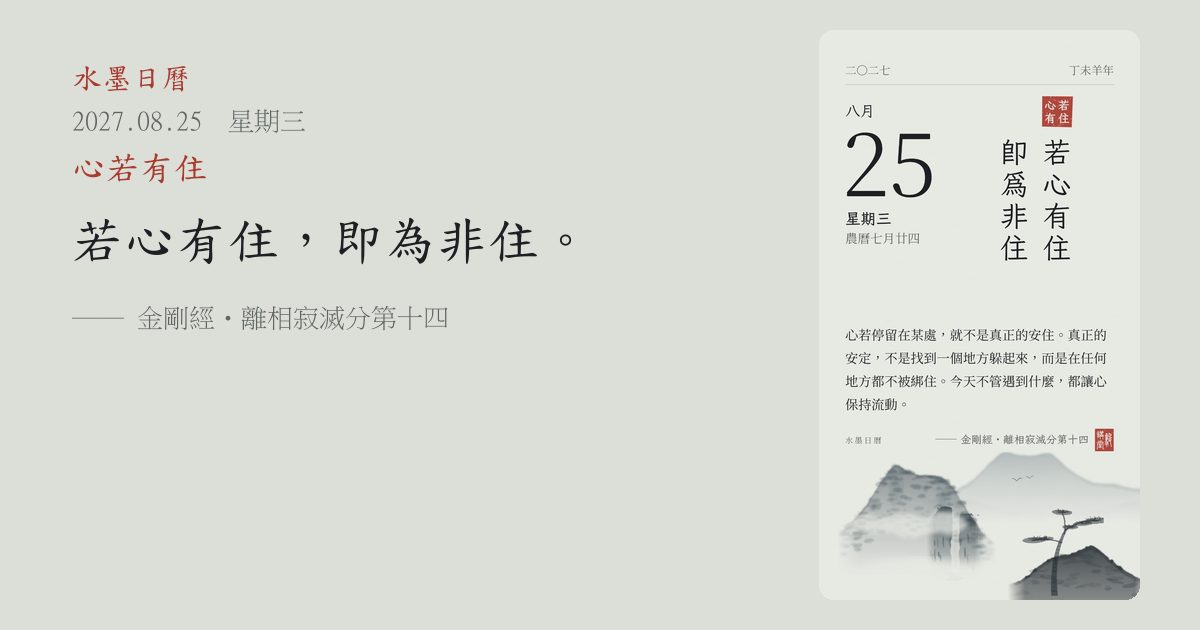 水墨日曆
2027.08.25 星期三
心若有住
若心有住，即為非住。
—— 金剛經・離相寂滅分第十四
二〇二七
丁未羊年
八月
25
星期三
農曆七月廿四
心若有住
若心有住
卽爲非住
心若停留在某處，就不是真正的安住。真正的
安定，不是找到一個地方躲起來，而是在任何
地方都不被綁住。今天不管遇到什麼，都讓心
保持流動。
水墨日曆
—— 金剛經・離相寂滅分第十四